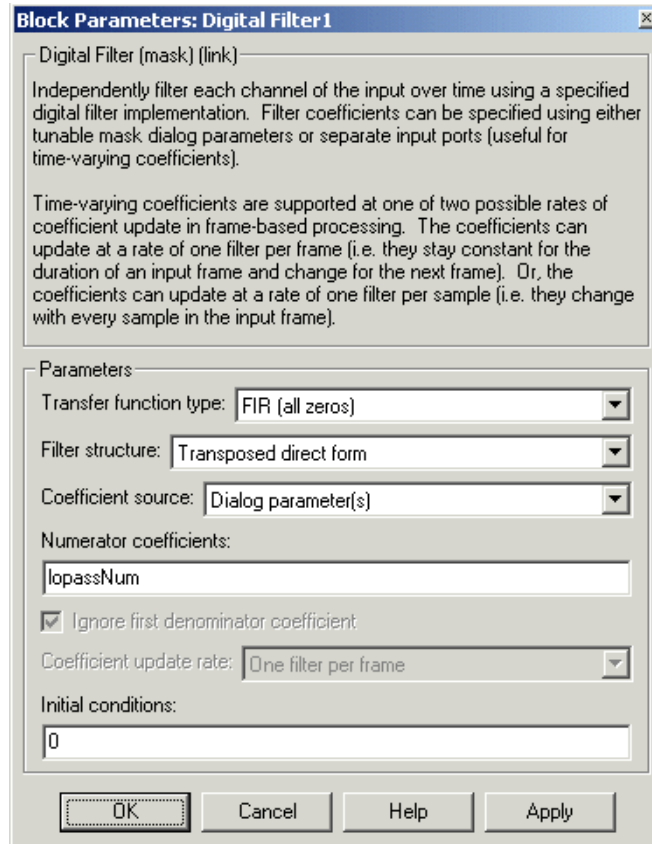 Block Parameters: Digital Filter1
Digital Filter (mask) (link)
Independently filter each channel of the input over time using a specified
digital filter implementation.  Filter coefficients can be specified using either
tunable mask dialog parameters or separate input ports (useful for
time-varying coefficients).
Time-varying coefficients are supported at one of two possible rates of
coefficient update in frame-based processing.  The coefficients can
update at a rate of one filter per frame (i.e. they stay constant for the
duration of an input frame and change for the next frame).  Or, the
coefficients can update at a rate of one filter per sample (i.e. they change
with every sample in the input frame).
Parameters
Transfer function type: FIR (all zeros)
Filter structure: Transposed direct form
Coefficient source: Dialog parameter(s)
Numerator coefficients:
lopassNum
Ignore first denominator coefficient
Coefficient update rate: One filter per frame
Initial conditions:
0
OK Cancel Help Apply